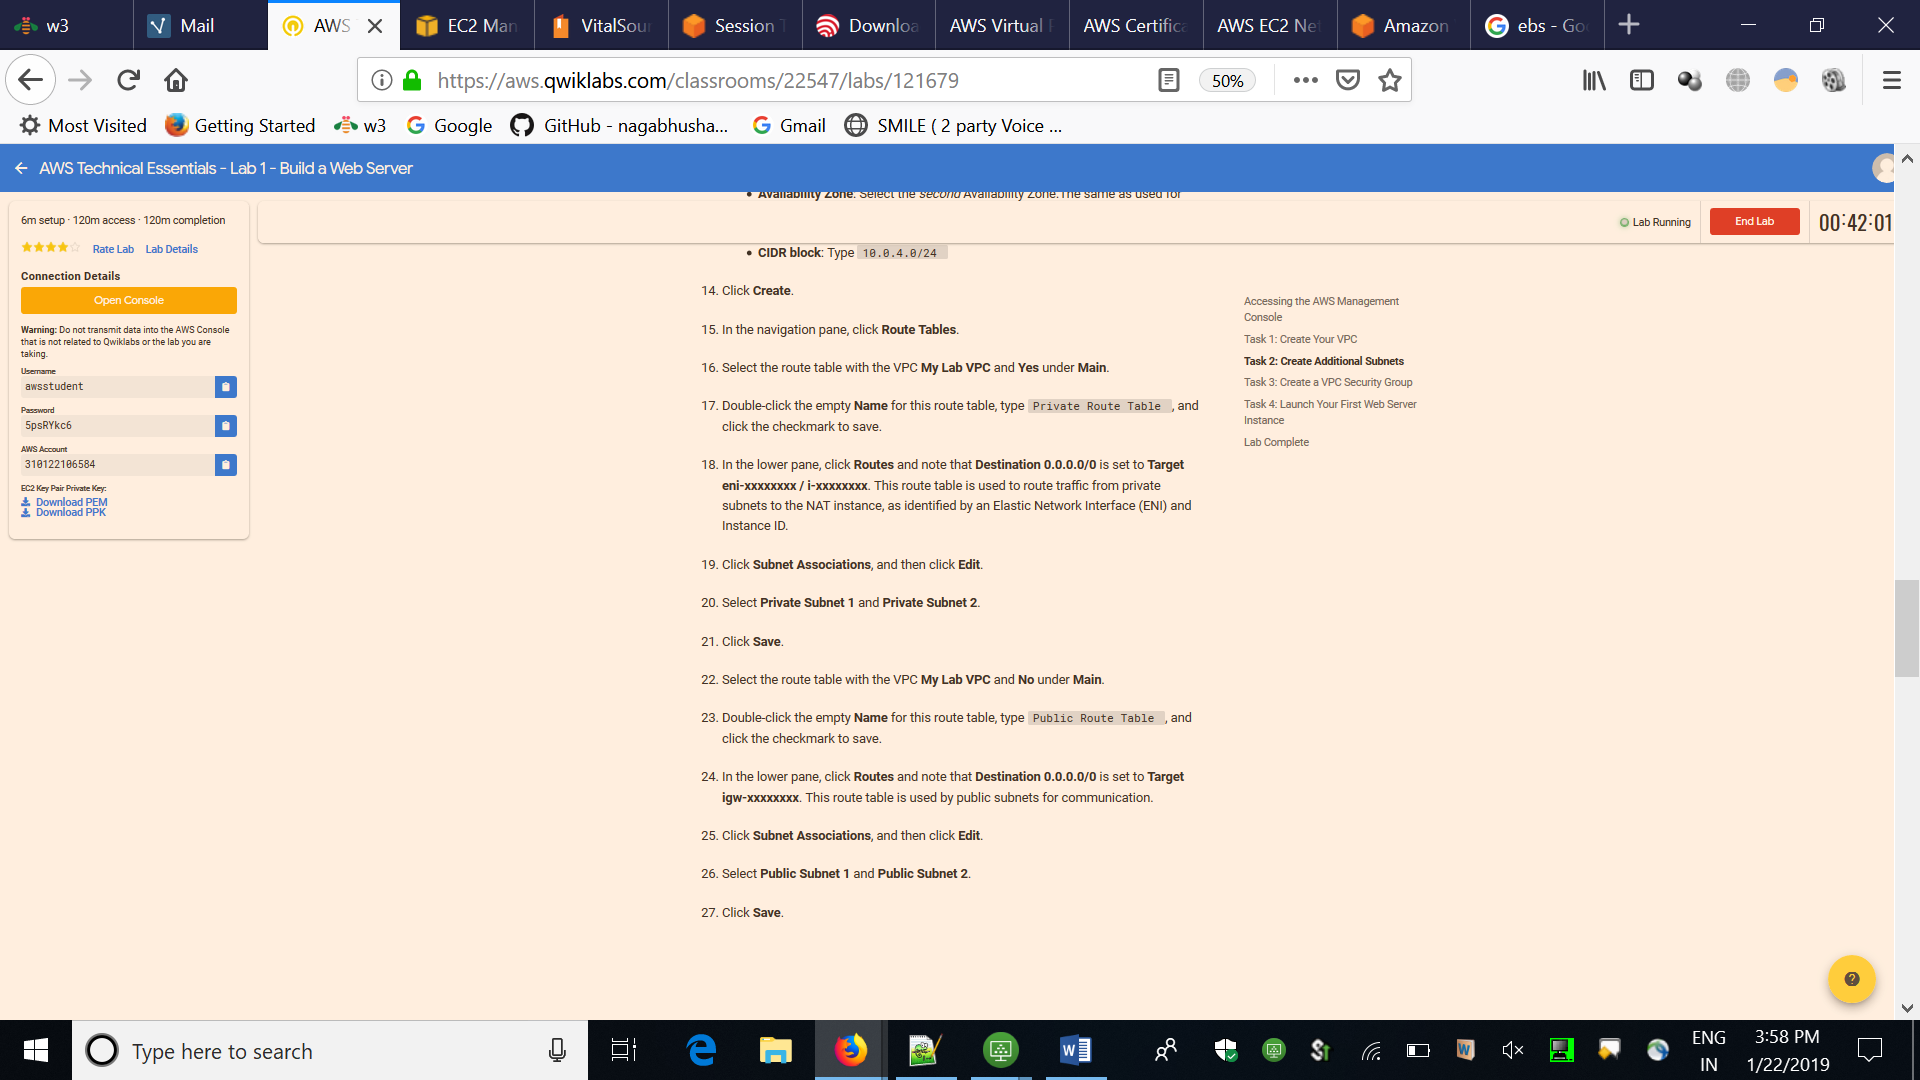 w3
Mail
AWS
EC2 Man
VitalSour
Session T
Downloa
AWS Virtual P
AWS Certifica
AWS EC2 Net
Amazon
ebs - Go
https://aws.qwiklabs.com/classrooms/22547/labs/121679
50%
Most Visited
Getting Started
w3
Google
GitHub - nagabhusha...
Gmail
SMILE ( 2 party Voice ...
AWS Technical Essentials - Lab 1 - Build a Web Server
6m setup · 120m access · 120m completion
Rate Lab
Lab Details
Connection Details
Open Console
Warning: Do not transmit data into the AWS Console
that is not related to Qwiklabs or the lab you are
taking.
Username
awsstudent
Password
5psRYkc6
AWS Account
310122106584
EC2 Key Pair Private Key:
Download PEM
Download PPK
Lab Running
End Lab
00:42:01
Availability Zone: Select the second Availability Zone.The same as used for
• CIDR block: Type 10.0.4.0/24
14. Click Create.
15. In the navigation pane, click Route Tables.
16. Select the route table with the VPC My Lab VPC and Yes under Main.
17. Double-click the empty Name for this route table, type Private Route Table , and
click the checkmark to save.
18. In the lower pane, click Routes and note that Destination 0.0.0.0/0 is set to Target
eni-xxxxxxxx / i-xxxxxxxx. This route table is used to route traffic from private
subnets to the NAT instance, as identified by an Elastic Network Interface (ENI) and
Instance ID.
19. Click Subnet Associations, and then click Edit.
20. Select Private Subnet 1 and Private Subnet 2.
21. Click Save.
22. Select the route table with the VPC My Lab VPC and No under Main.
23. Double-click the empty Name for this route table, type Public Route Table , and
click the checkmark to save.
24. In the lower pane, click Routes and note that Destination 0.0.0.0/0 is set to Target
igw-xxxxxxxx. This route table is used by public subnets for communication.
25. Click Subnet Associations, and then click Edit.
26. Select Public Subnet 1 and Public Subnet 2.
27. Click Save.
Accessing the AWS Management
Console
Task 1: Create Your VPC
Task 2: Create Additional Subnets
Task 3: Create a VPC Security Group
Task 4: Launch Your First Web Server
Instance
Lab Complete
Type here to search
ENG
IN
3:58 PM
1/22/2019